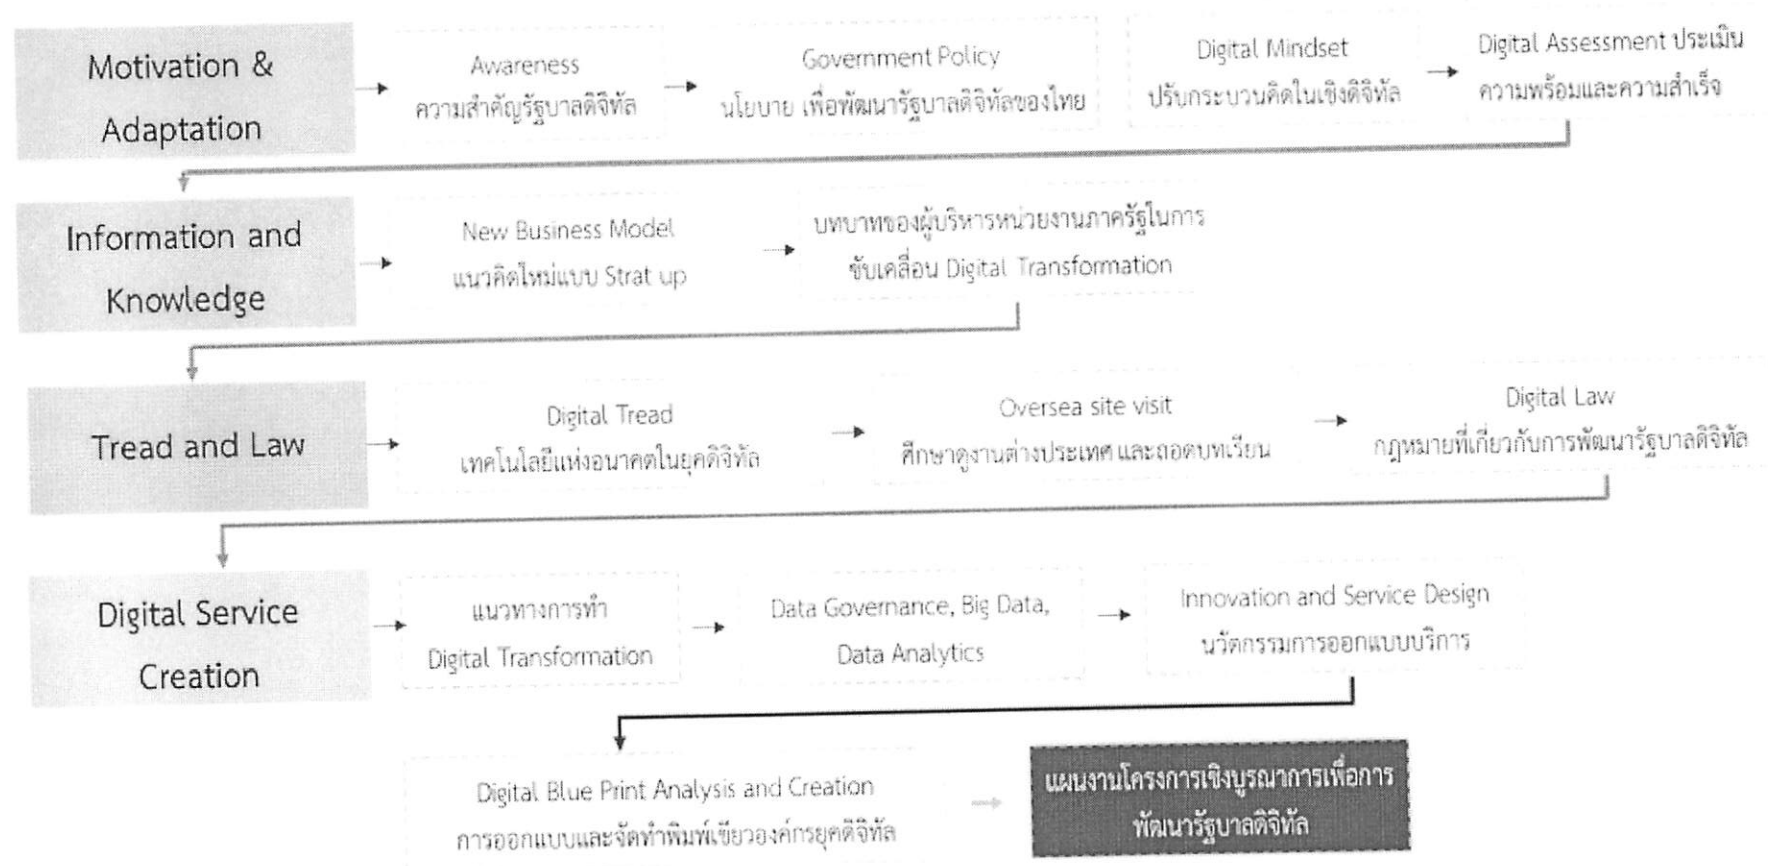 Motivation &
Adaptation
Awareness
ความสำคัญรัฐบาลดิจิทัล
Government Policy
นโยบาย เพื่อพัฒนารัฐบาลดิจิทัลของไทย
Digital Mindset
ปรับกระบวนคิดในเชิงดิจิทัล
Digital Assessment ประเมิน
ความพร้อมและความสำเร็จ
Information and
Knowledge
New Business Model
แนวคิดใหม่แบบ Strat up
บทบาทของผู้บริหารหน่วยงานภาครัฐในการ
ขับเคลื่อน Digital Transformation
Tread and Law
Digital Tread
เทคโนโลยีแห่งอนาคตในยุคดิจิทัล
Oversea site visit
ศึกษาดูงานต่างประเทศ และถอดบทเรียน
Digital Law
กฎหมายที่เกี่ยวกับการพัฒนารัฐบาลดิจิทัล
Digital Service
Creation
แนวทางการทำ
Digital Transformation
Data Governance, Big Data,
Data Analytics
Innovation and Service Design
นวัตกรรมการออกแบบบริการ
Digital Blue Print Analysis and Creation
การออกแบบและจัดทำพิมพ์เขียวองค์กรยุคดิจิทัล
แผนงานโครงการเชิงบูรณาการเพื่อการ
พัฒนารัฐบาลดิจิทัล